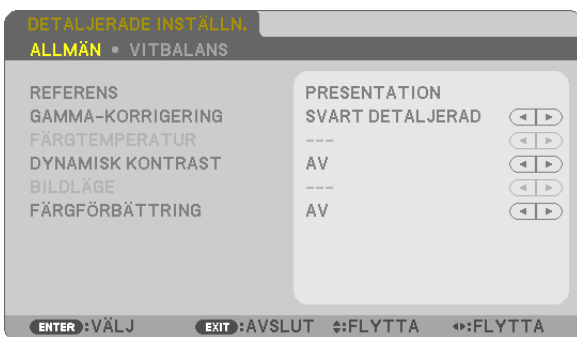 DETALJERADE INSTÄLLN.
ALLMÄN • VITBALANS
REFERENS PRESENTATION
GAMMA-KORRIGERING SVART DETALJERAD
FÄRGTEMPERATUR ---
DYNAMISK KONTRAST AV
BILDLÄGE ---
FÄRGFÖRBÄTTRING AV
ENTER:VÄLJ EXIT:AVSLUT :FLYTTA :FLYTTA